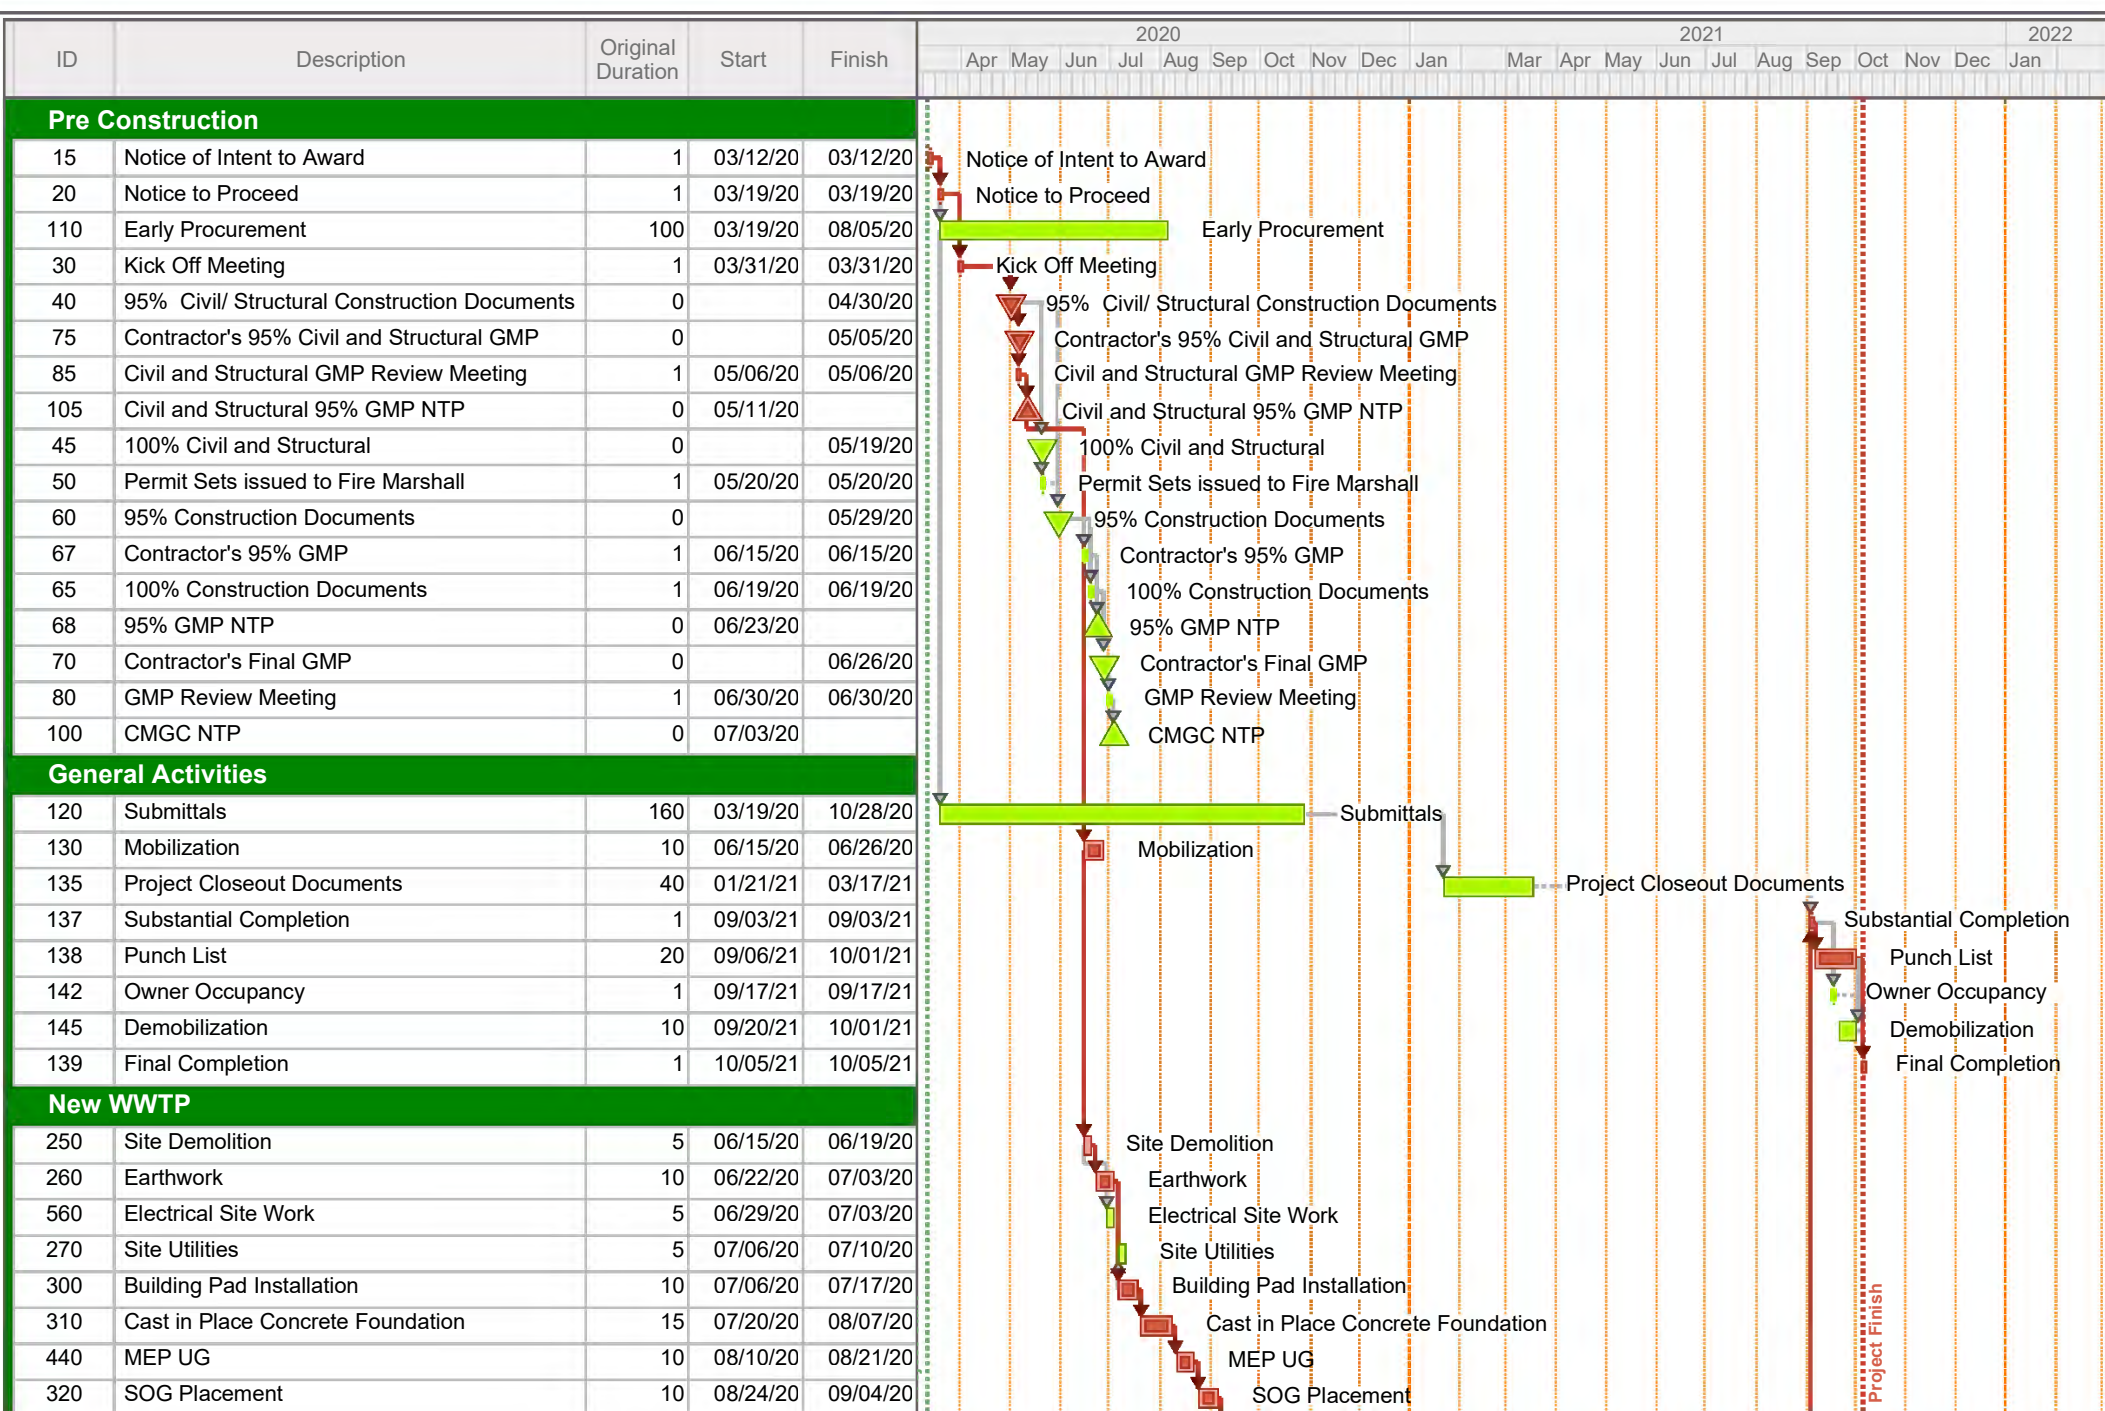 2020 2021 2022
ID Description Original Duration Start Finish
Apr May Jun Jul Aug Sep Oct Nov Dec Jan Mar Apr May Jun Jul Aug Sep Oct Nov Dec Jan
Pre Construction
15 Notice of Intent to Award 1 03/12/20 03/12/20 Notice of Intent to Award
20 Notice to Proceed 1 03/19/20 03/19/20 Notice to Proceed
110 Early Procurement 100 03/19/20 08/05/20 Early Procurement
30 Kick Off Meeting 1 03/31/20 03/31/20 Kick Off Meeting
40 95% Civil/ Structural Construction Documents 0 04/30/20 95% Civil/ Structural Construction Documents
75 Contractor's 95% Civil and Structural GMP 0 05/05/20 Contractor's 95% Civil and Structural GMP
85 Civil and Structural GMP Review Meeting 1 05/06/20 05/06/20 Civil and Structural GMP Review Meeting
105 Civil and Structural 95% GMP NTP 0 05/11/20 Civil and Structural 95% GMP NTP
45 100% Civil and Structural 0 05/19/20 100% Civil and Structural
50 Permit Sets issued to Fire Marshall 1 05/20/20 05/20/20 Permit Sets issued to Fire Marshall
60 95% Construction Documents 0 05/29/20 95% Construction Documents
67 Contractor's 95% GMP 1 06/15/20 06/15/20 Contractor's 95% GMP
65 100% Construction Documents 1 06/19/20 06/19/20 100% Construction Documents
68 95% GMP NTP 0 06/23/20 95% GMP NTP
70 Contractor's Final GMP 0 06/26/20 Contractor's Final GMP
80 GMP Review Meeting 1 06/30/20 06/30/20 GMP Review Meeting
100 CMGC NTP 0 07/03/20 CMGC NTP
General Activities
120 Submittals 160 03/19/20 10/28/20 Submittals
130 Mobilization 10 06/15/20 06/26/20 Mobilization
135 Project Closeout Documents 40 01/21/21 03/17/21 Project Closeout Documents
137 Substantial Completion 1 09/03/21 09/03/21 Substantial Completion
138 Punch List 20 09/06/21 10/01/21 Punch List
142 Owner Occupancy 1 09/17/21 09/17/21 Owner Occupancy
145 Demobilization 10 09/20/21 10/01/21 Demobilization
139 Final Completion 1 10/05/21 10/05/21 Final Completion
New WWTP
250 Site Demolition 5 06/15/20 06/19/20 Site Demolition
260 Earthwork 10 06/22/20 07/03/20 Earthwork
560 Electrical Site Work 5 06/29/20 07/03/20 Electrical Site Work
270 Site Utilities 5 07/06/20 07/10/20 Site Utilities
300 Building Pad Installation 10 07/06/20 07/17/20 Building Pad Installation
310 Cast in Place Concrete Foundation 15 07/20/20 08/07/20 Cast in Place Concrete Foundation
440 MEP UG 10 08/10/20 08/21/20 MEP UG
320 SOG Placement 10 08/24/20 09/04/20 SOG Placement
Project Finish